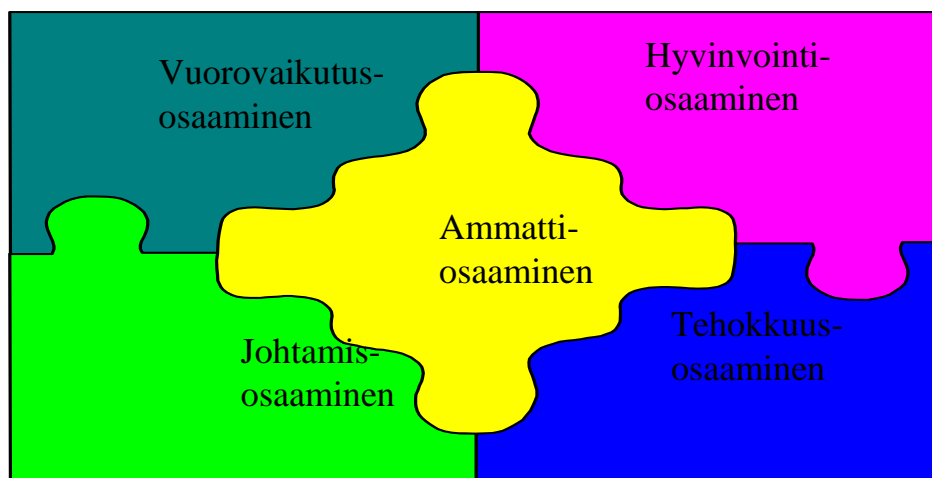 Vuorovaikutus-
osaaminen
Hyvinvointi-
osaaminen
Ammatti-
osaaminen
Johtamis-
osaaminen
Tehokkuus-
osaaminen